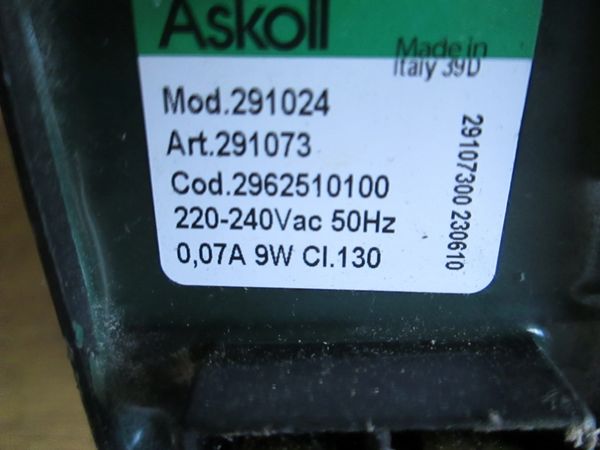 Askoll
Made in
Italy 39D
Mod.291024
Art.291073
Cod.2962510100
220-240Vac 50Hz
0,07A 9W Cl.130
29107300 230610